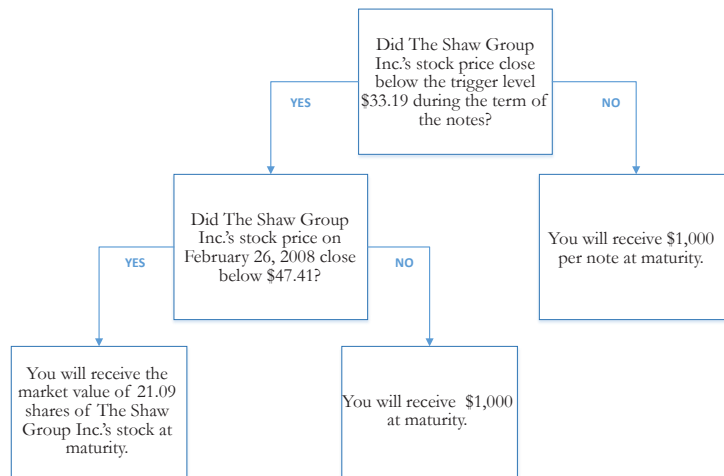 Did The Shaw Group
Inc.'s stock price close
below the trigger level
$33.19 during the term of
the notes?
YES
NO
Did The Shaw Group
Inc.'s stock price on
February 26, 2008 close
below $47.41?
You will receive $1,000
per note at maturity.
YES
NO
You will receive the
market value of 21.09
shares of The Shaw
Group Inc.'s stock at
maturity.
You will receive $1,000
at maturity.